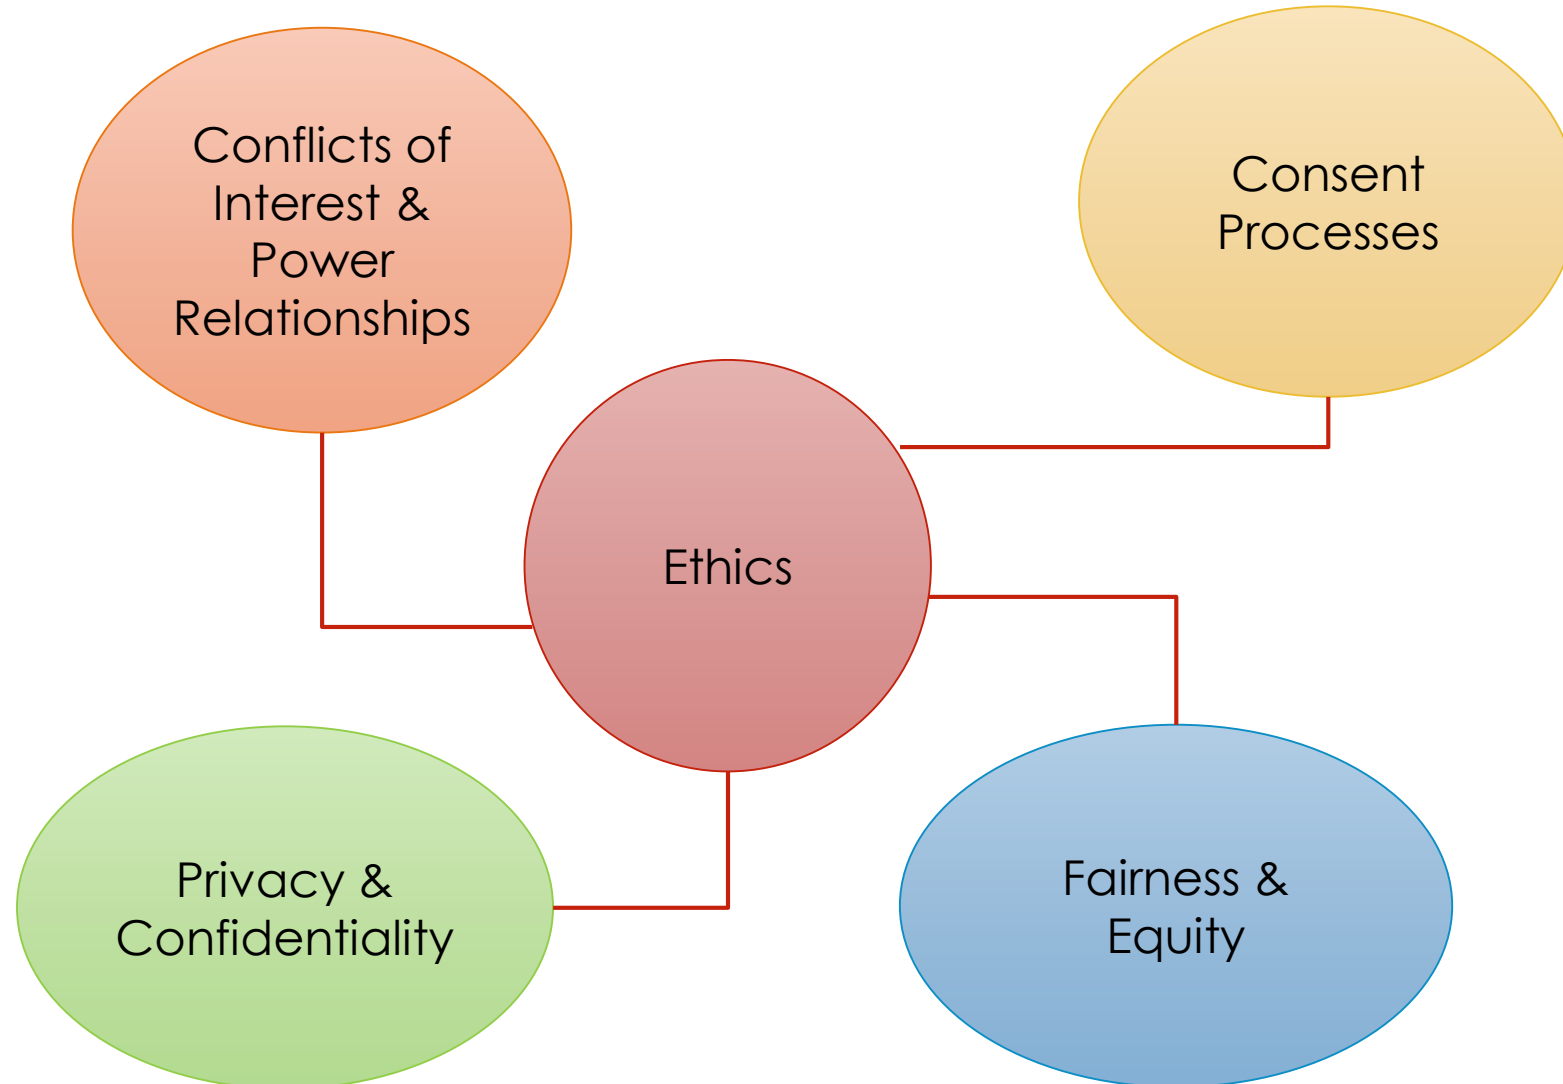 Conflicts of
Interest &
Power
Relationships
Consent
Processes
Ethics
Privacy &
Confidentiality
Fairness &
Equity